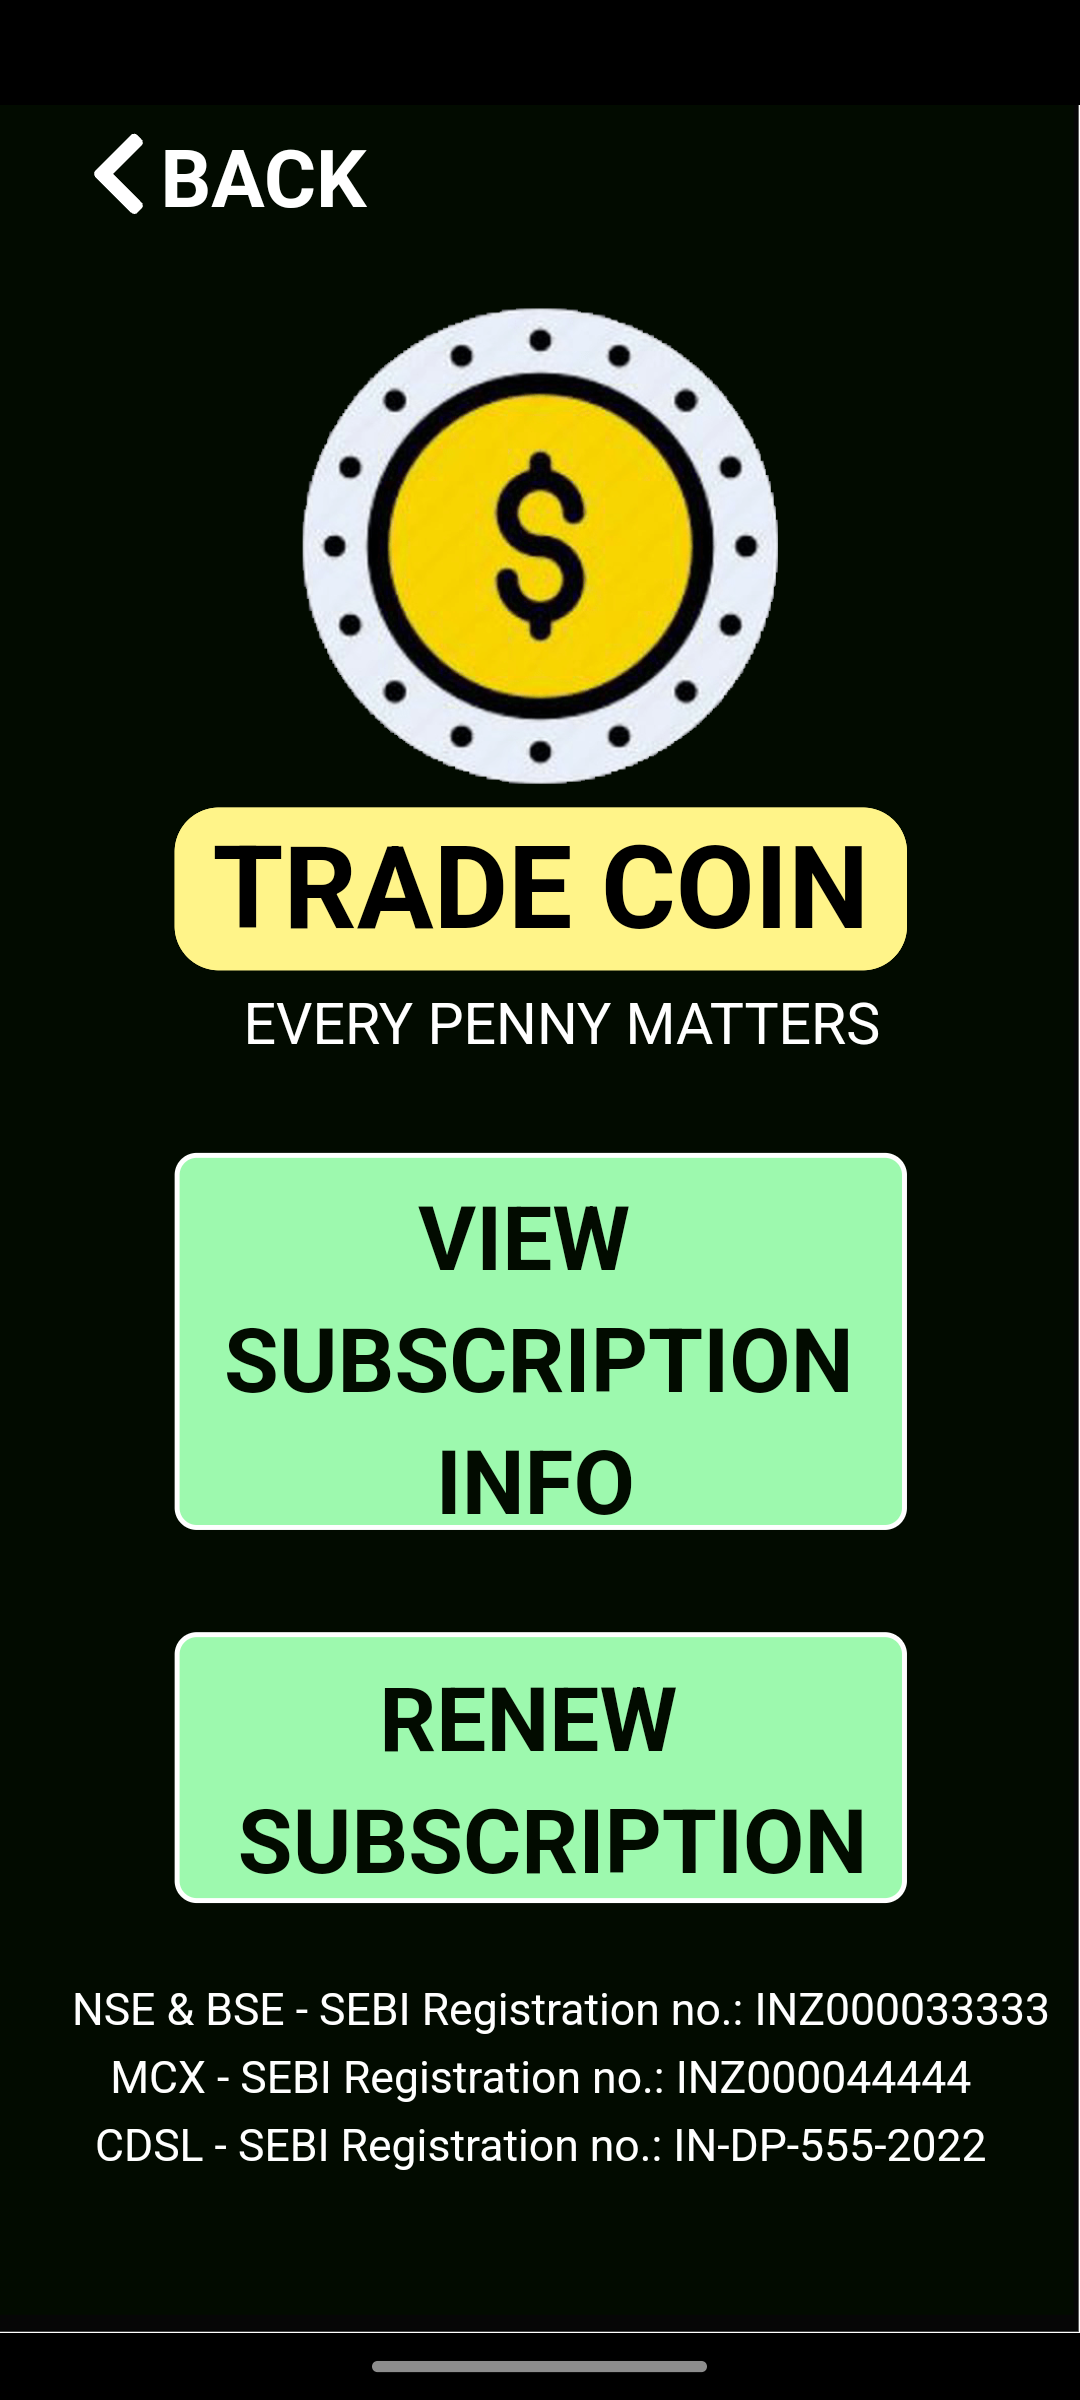 BACK
$
TRADE COIN
EVERY PENNY MATTERS
VIEW
SUBSCRIPTION
INFO
RENEW
SUBSCRIPTION
NSE & BSE - SEBI Registration no.: INZ000033333
MCX - SEBI Registration no.: INZ000044444
CDSL - SEBI Registration no.: IN-DP-555-2022